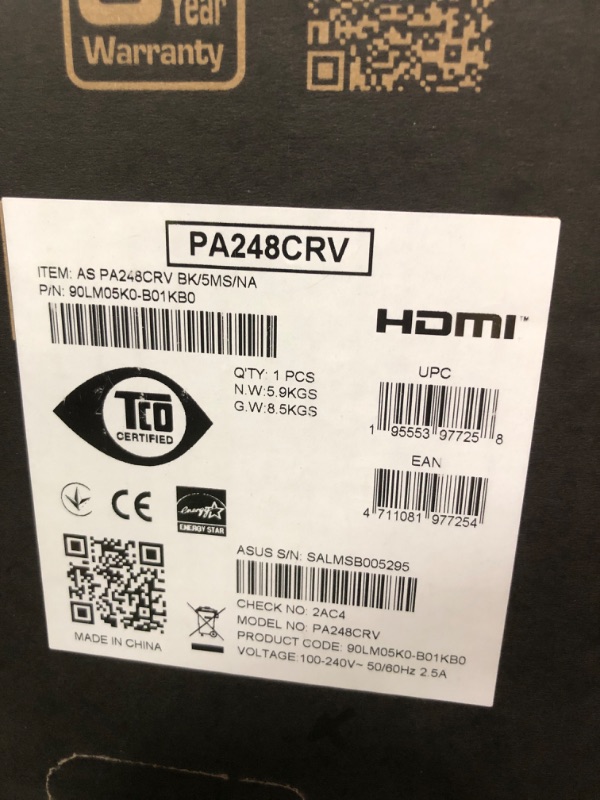 Year
Warranty
PA248CRV
ITEM: AS PA248CRV BK/5MS/NA
P/N: 90LM05K0-B01KB0
HDMI™
Q'TY: 1 PCS
N.W:5.9KGS
G.W:8.5KGS
UPC
1 95553 97725 8
TCO
CERTIFIED
EAN
4 711081 977254
CE
energy
ENERGY STAR
ASUS S/N: SALMSB005295
CHECK NO: 2AC4
MODEL NO: PA248CRV
PRODUCT CODE: 90LM05K0-B01KB0
VOLTAGE:100-240V~ 50/60Hz 2.5A
MADE IN CHINA